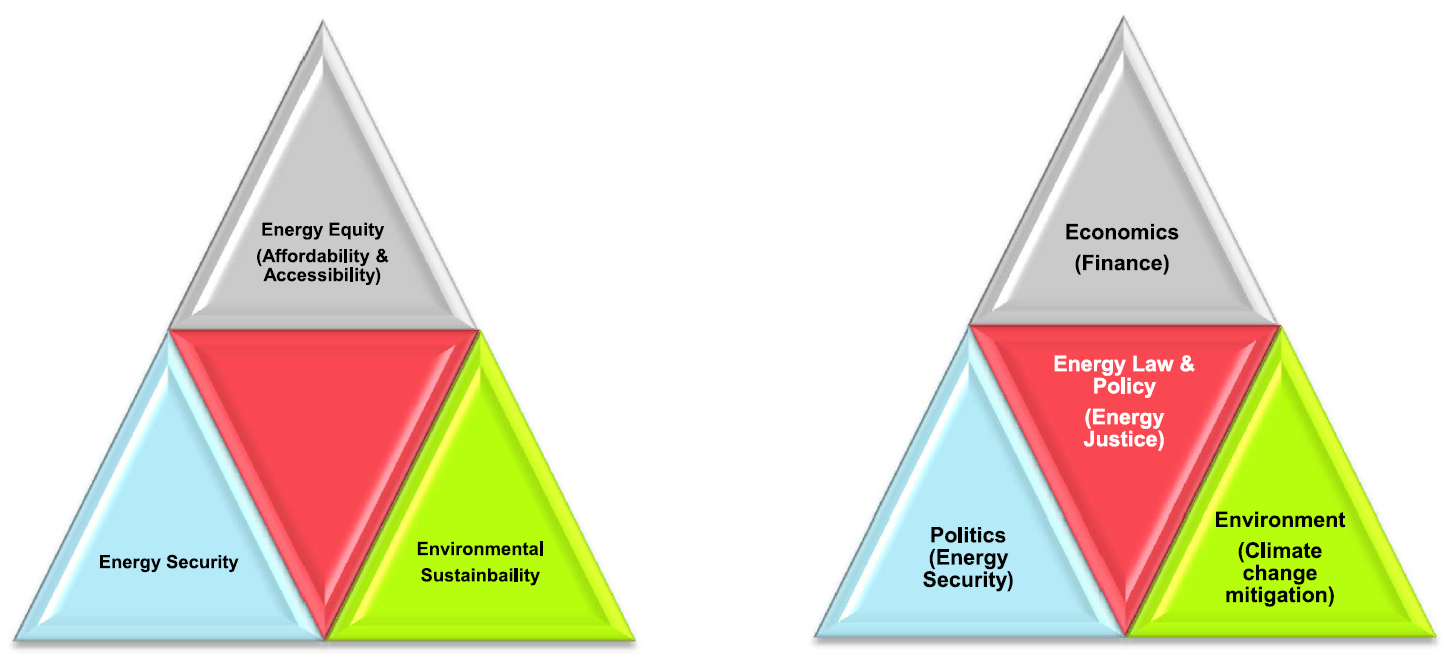 Energy Equity
(Affordability &
Accessibility)
Energy Security
Environmental
Sustainbaility
Economics
(Finance)
Energy Law &
Policy
(Energy
Justice)
Politics
(Energy
Security)
Environment
(Climate
change
mitigation)